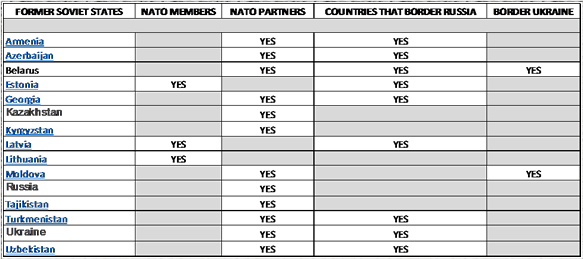 FORMER SOVIET STATES NATO MEMBERS NATO PARTNERS COUNTRIES THAT BORDER RUSSIA BORDER UKRAINE
Armenia YES YES
Azerbaijan YES YES
Belarus YES YES YES
Estonia YES YES
Georgia YES YES
Kazakhstan YES
Kyrgyzstan YES
Latvia YES YES
Lithuania YES
Moldova YES YES
Russia YES
Tajikistan YES
Turkmenistan YES YES
Ukraine YES YES
Uzbekistan YES YES